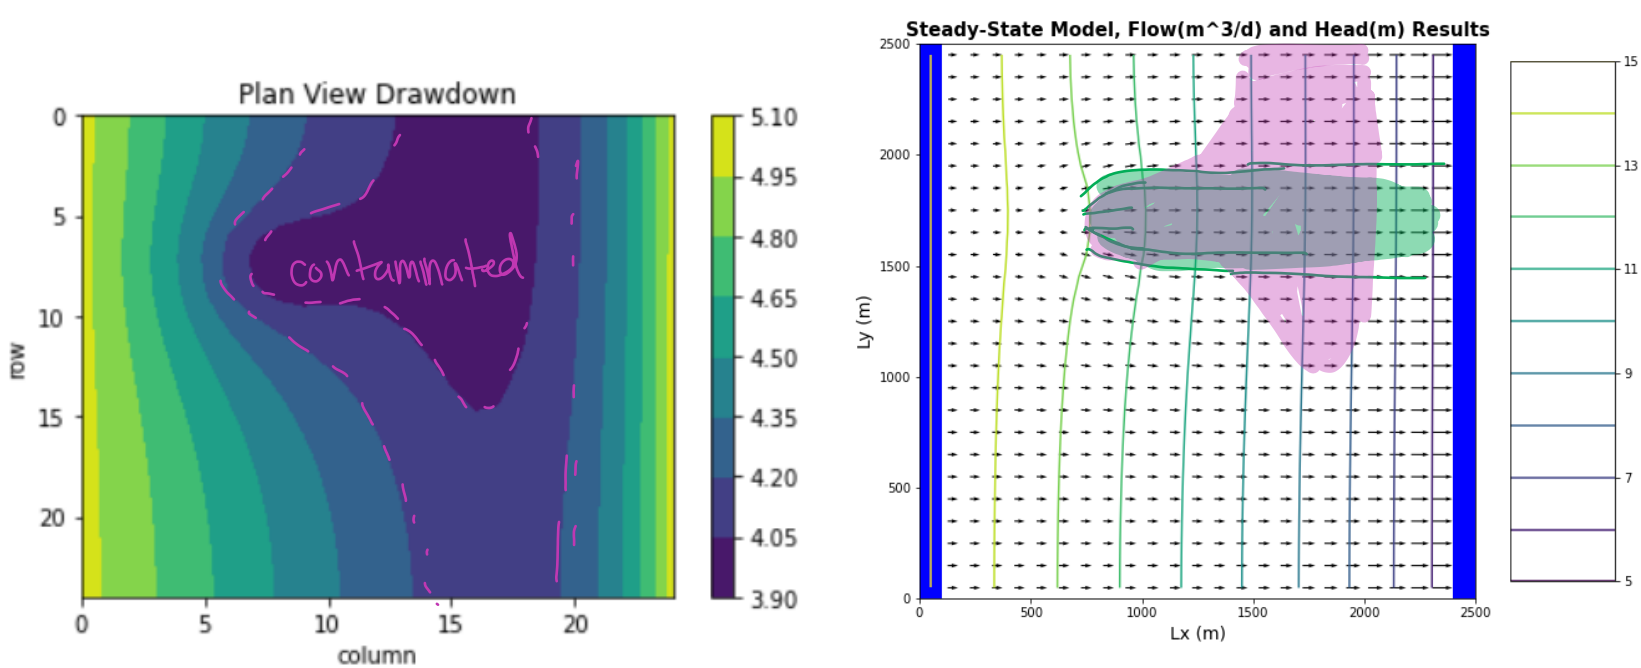 Plan View Drawdown
0
5
10
15
20
row
0 5 10 15 20
column
contaminated
5.10
4.95
4.80
4.65
4.50
4.35
4.20
4.05
3.90
Steady-State Model, Flow(m^3/d) and Head(m) Results
2500
2000
1500
1000
500
0
Ly (m)
0 500 1000 1500 2000 2500
Lx (m)
15
13
11
9
7
5